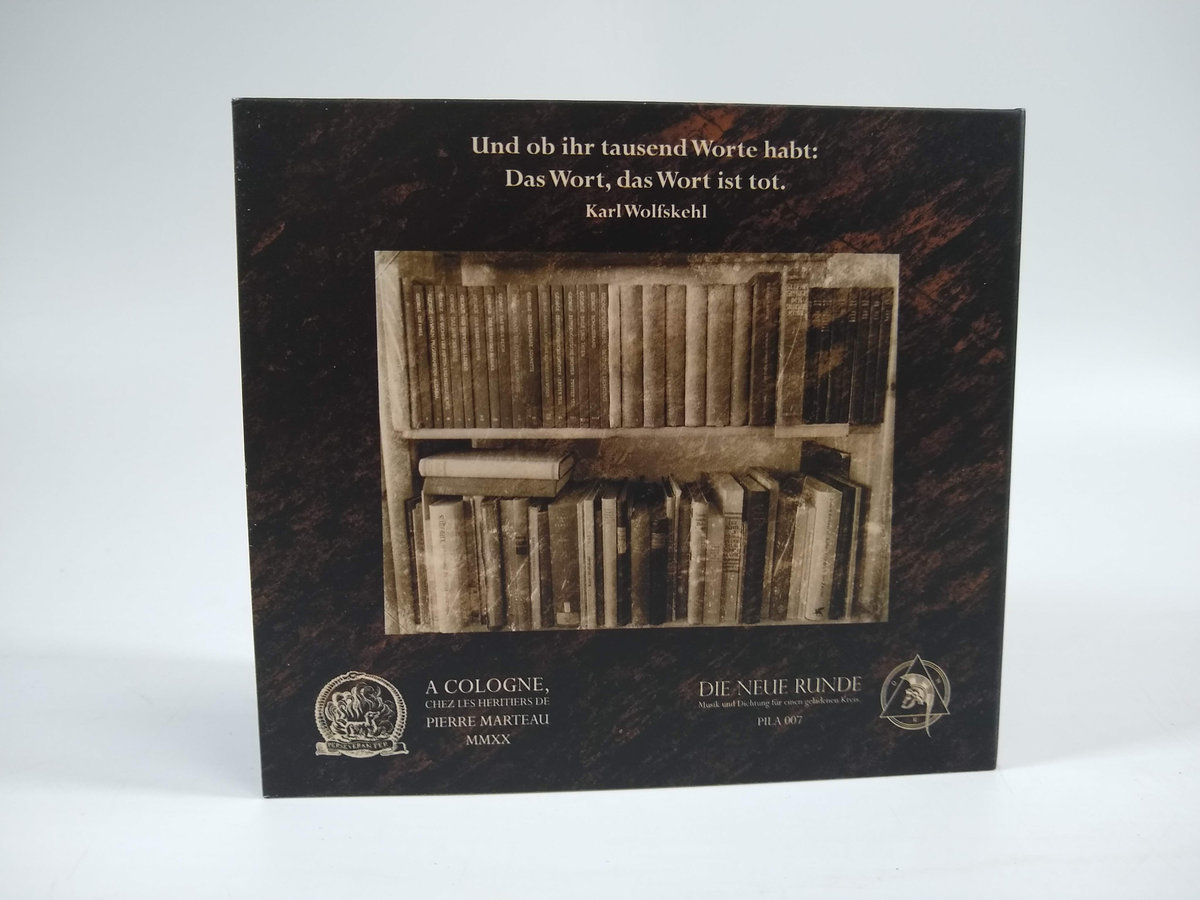 Und ob ihr tausend Worte habt:
Das Wort, das Wort ist tot.
Karl Wolfskehl
A COLOGNE,
CHEZ LES HERITIERS DE
PIERRE MARTEAU
MMXX
DIE NEUE RUNDE
Musik und Dichtung für einen geladenen Kreis.
PILA 007